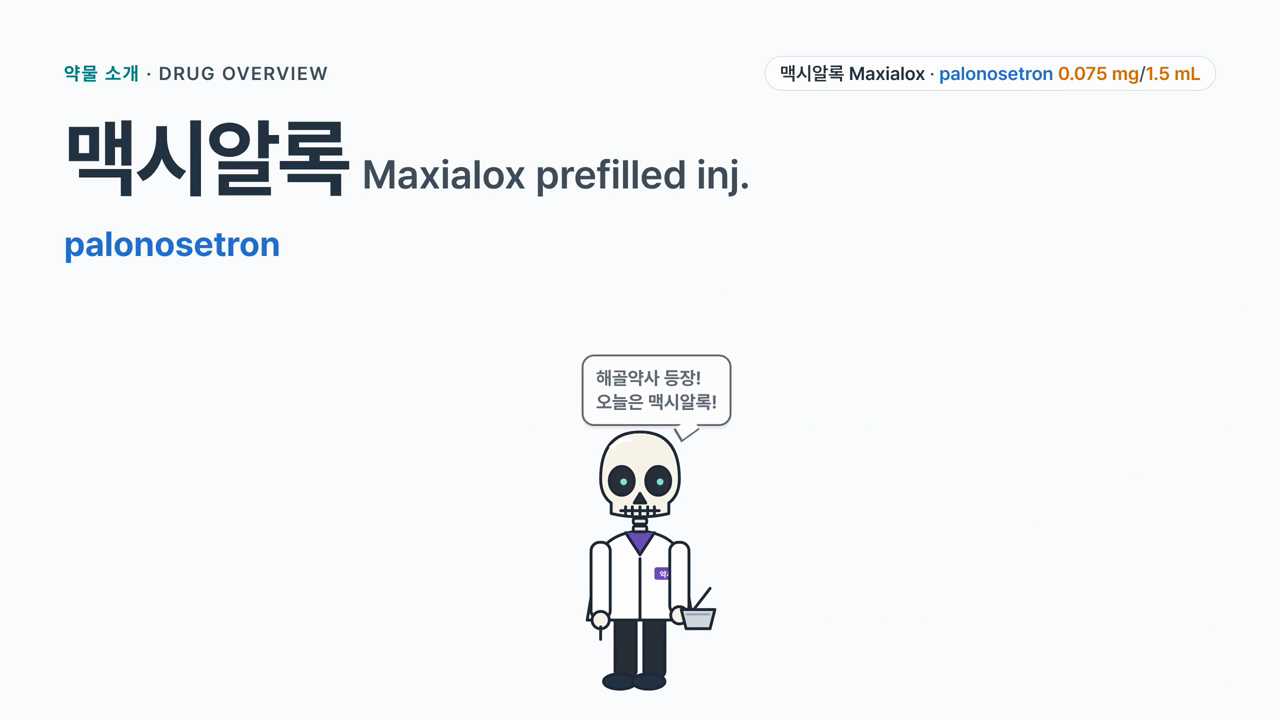 약물 소개 · DRUG OVERVIEW
맥시알록 Maxialox · palonosetron 0.075 mg/1.5 mL
맥시알록 Maxialox prefilled inj.
palonosetron
해골약사 등장!
오늘은 맥시알록!